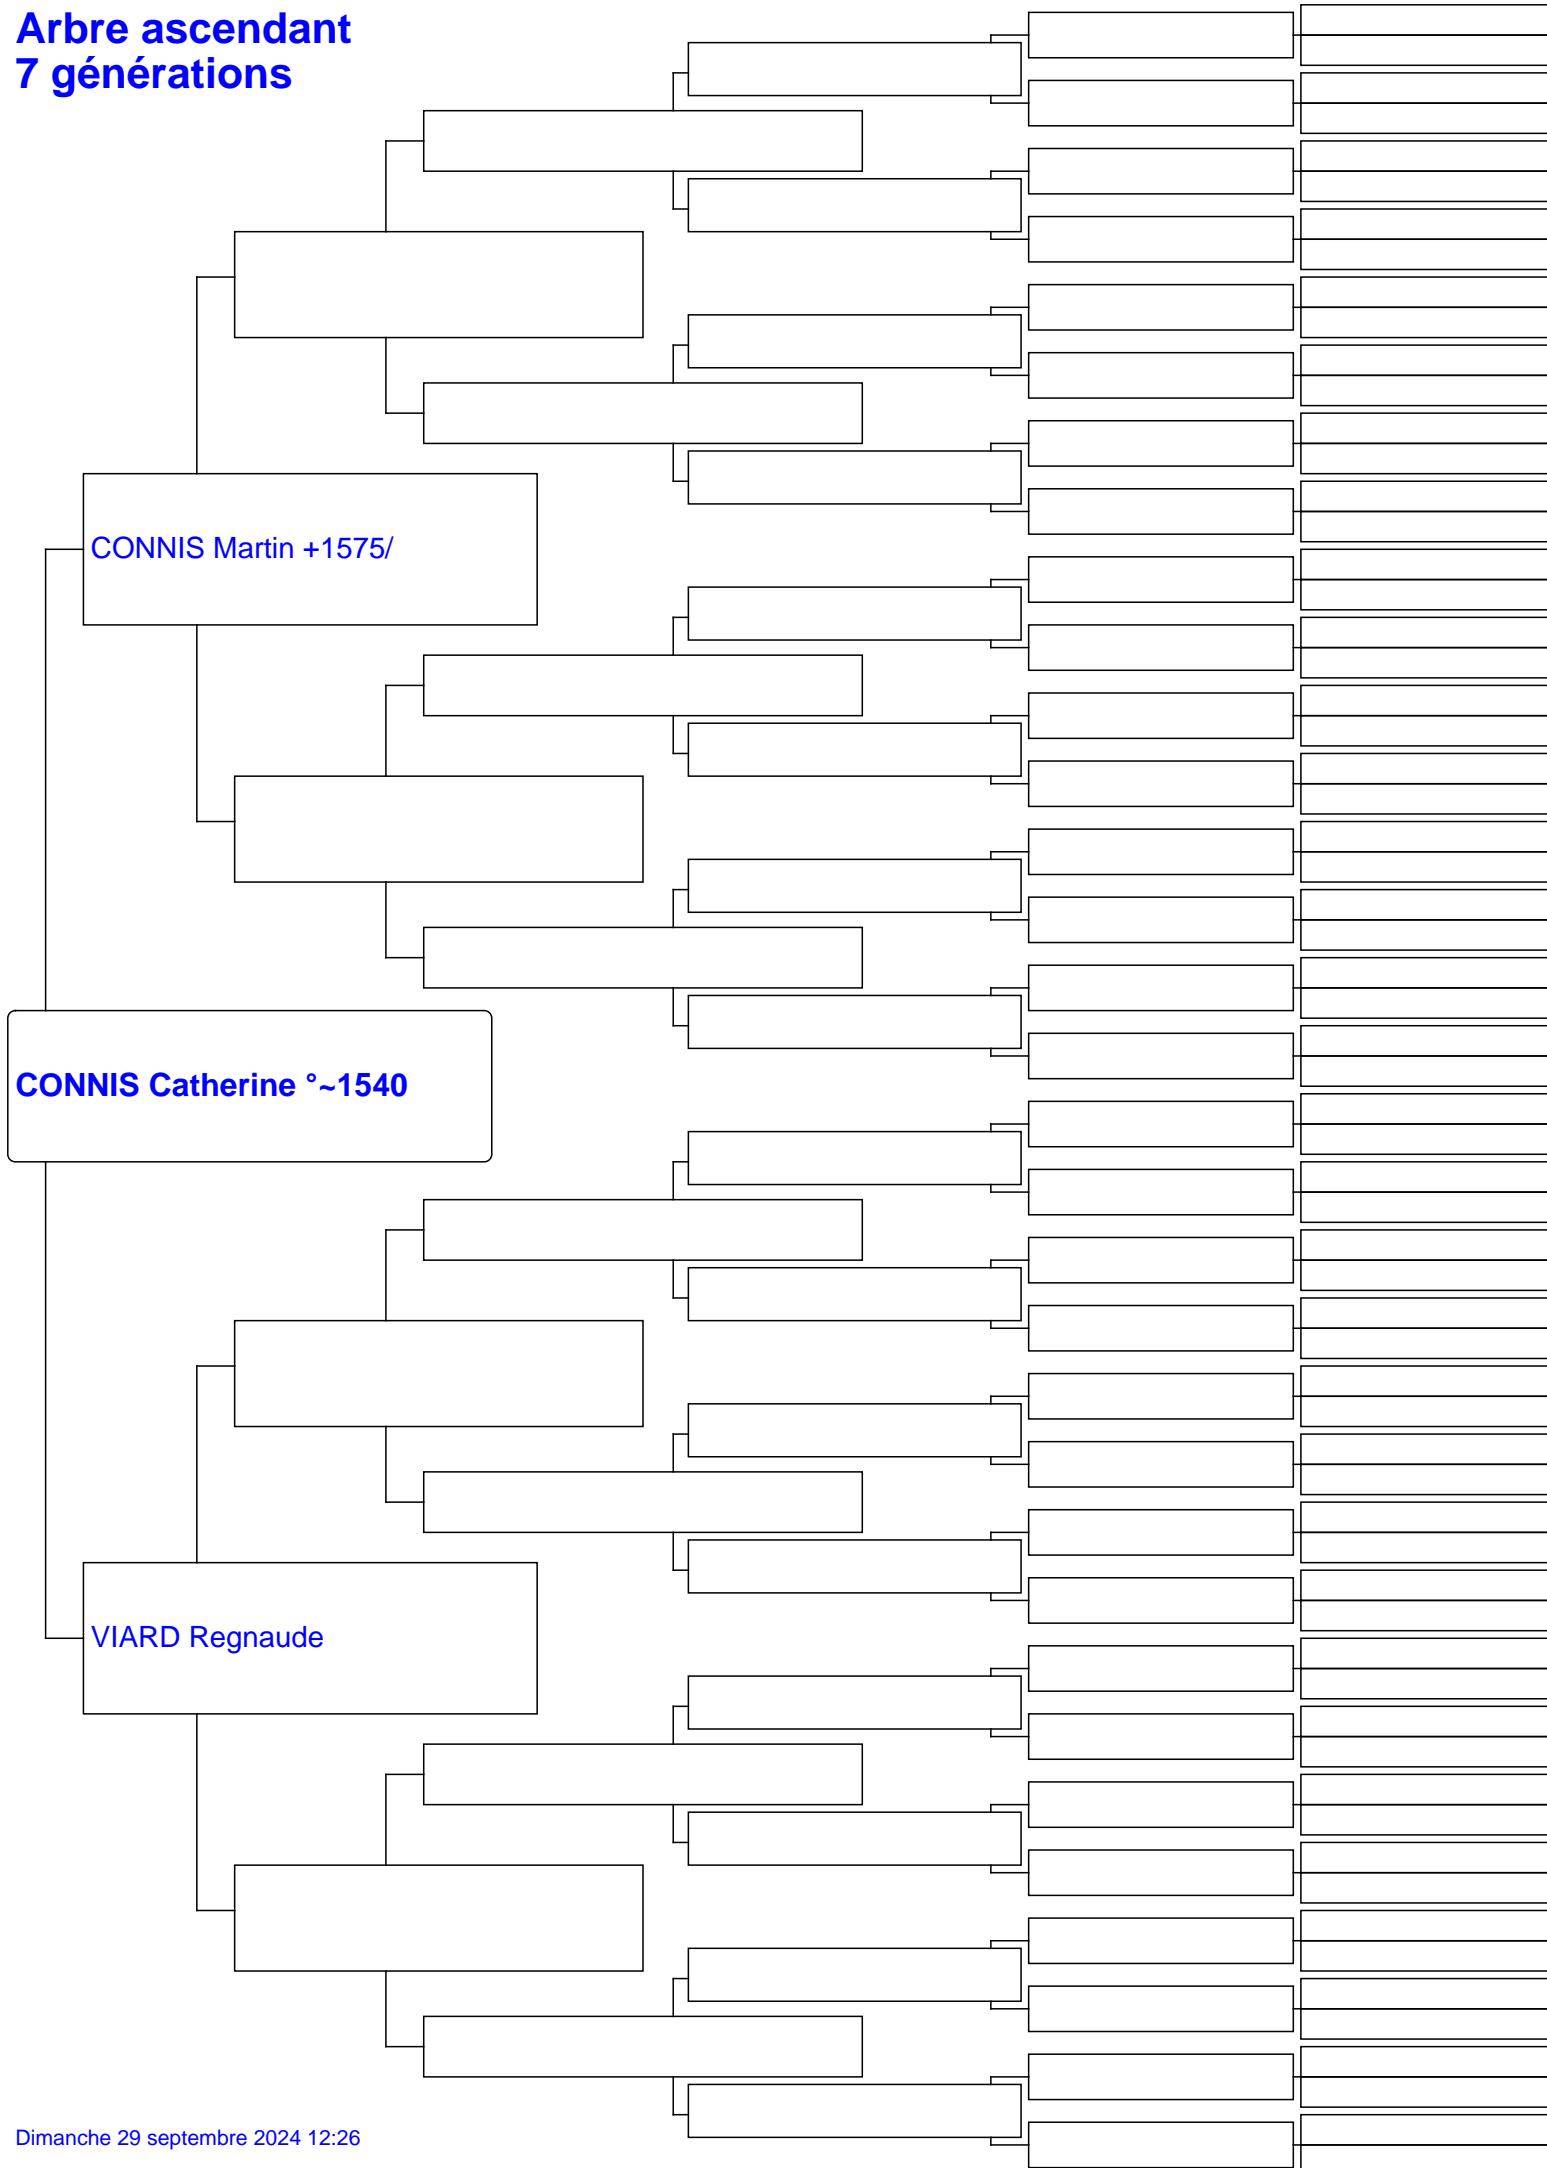 Arbre ascendant
7 générations
CONNIS Martin +1575/
CONNIS Catherine °~1540
VIARD Regnaude
Dimanche 29 septembre 2024 12:26